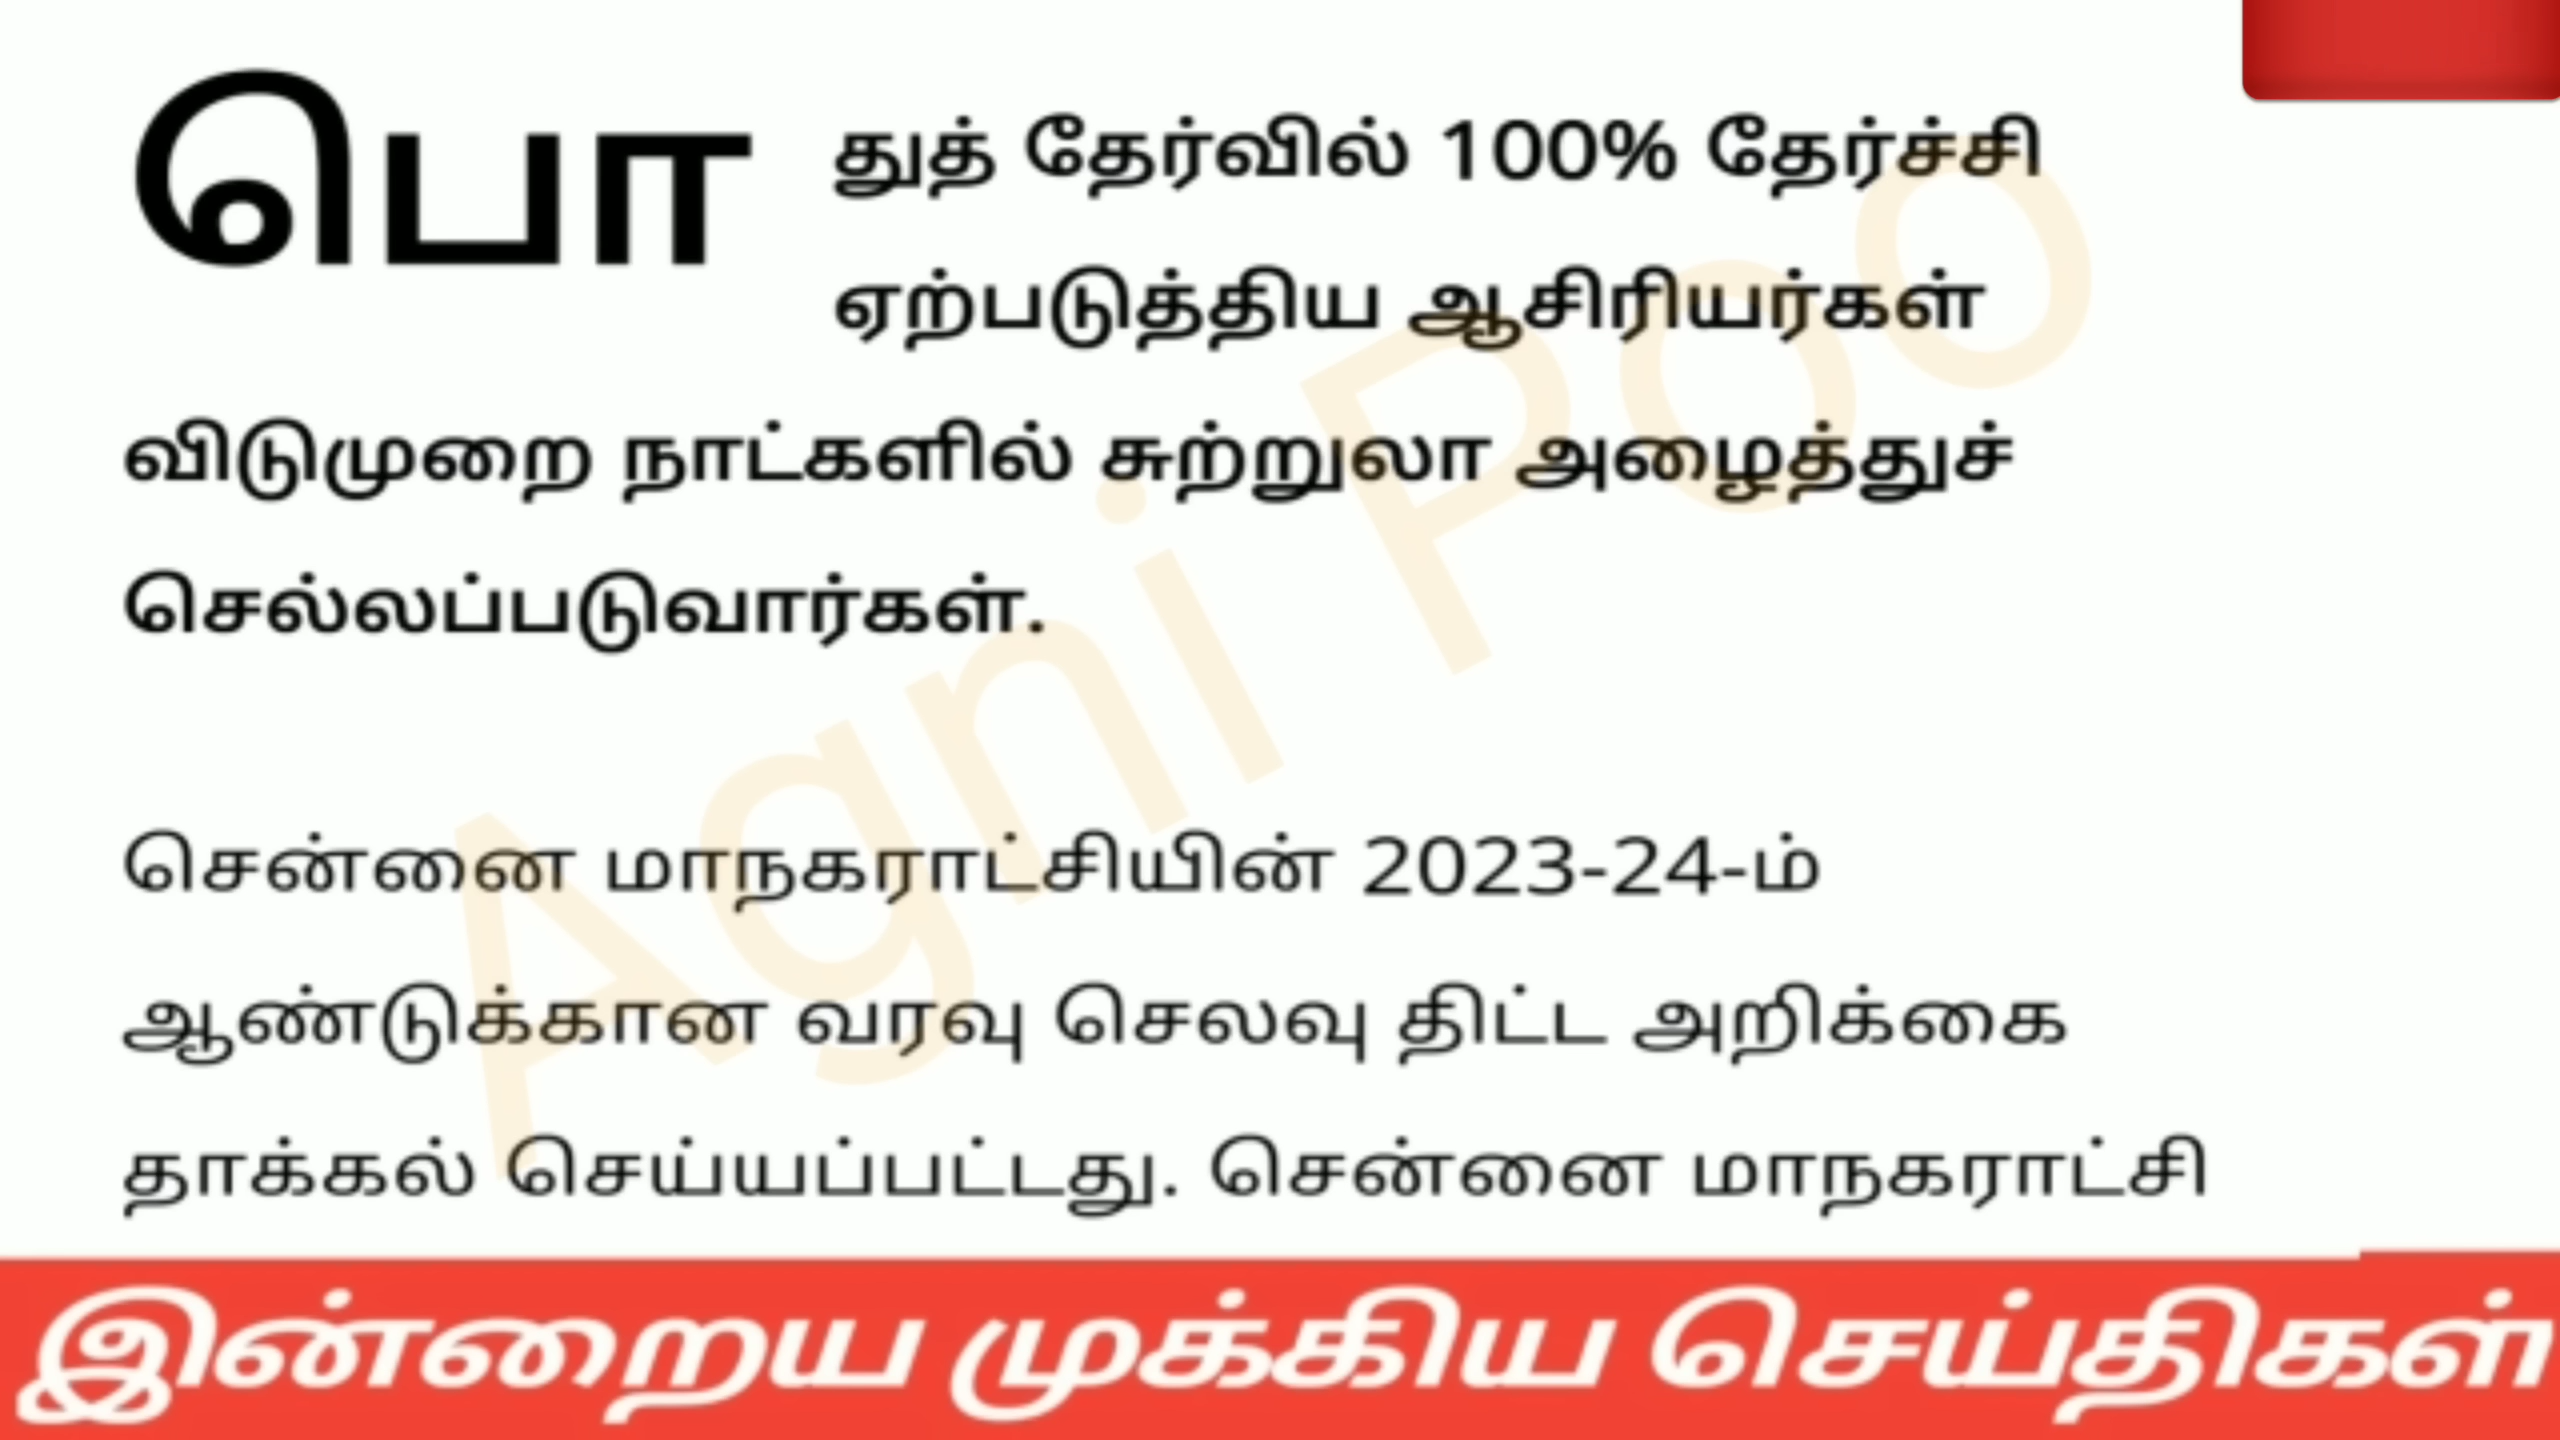 பொதுத் தேர்வில் 100% தேர்ச்சி
ஏற்படுத்திய ஆசிரியர்கள்
விடுமுறை நாட்களில் சுற்றுலா அழைத்துச்
செல்லப்படுவார்கள்.
சென்னை மாநகராட்சியின் 2023-24-ம்
ஆண்டுக்கான வரவு செலவு திட்ட அறிக்கை
தாக்கல் செய்யப்பட்டது. சென்னை மாநகராட்சி
Agni Poo
இன்றைய முக்கிய செய்திகள்